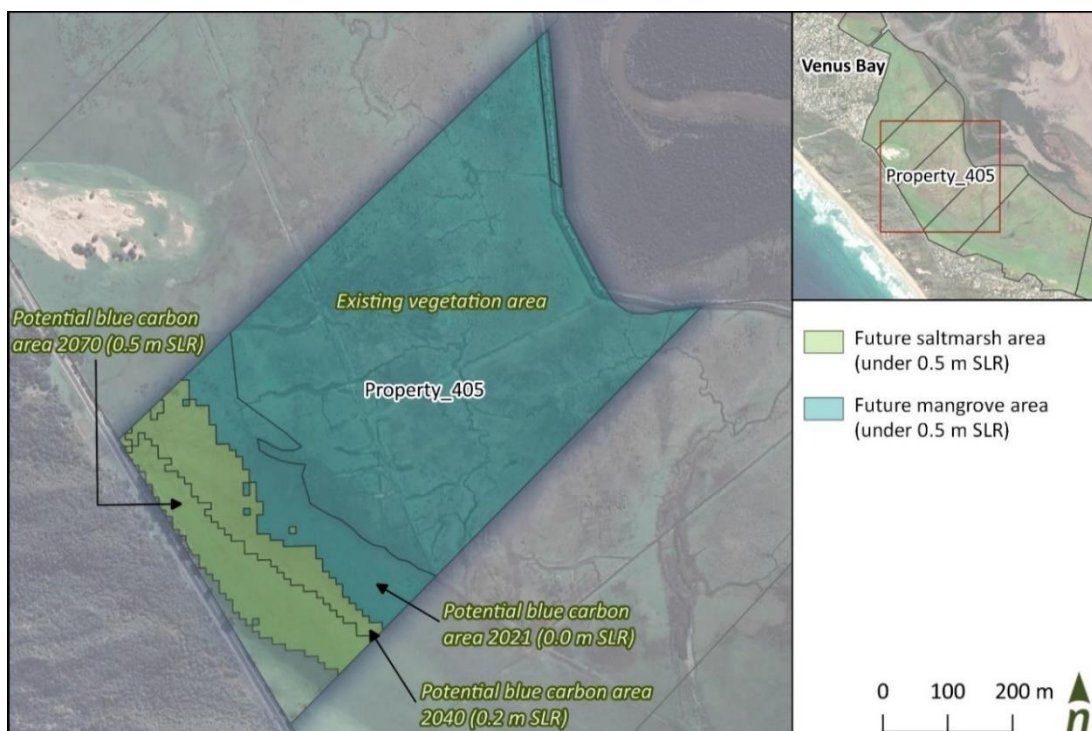 Existing vegetation area
Potential blue carbon
area 2070 (0.5 m SLR)
Property_405
Potential blue carbon
area 2021 (0.0 m SLR)
Potential blue carbon area
2040 (0.2 m SLR)
Venus Bay
Property_405
Future saltmarsh area
(under 0.5 m SLR)
Future mangrove area
(under 0.5 m SLR)
0 100 200 m
n